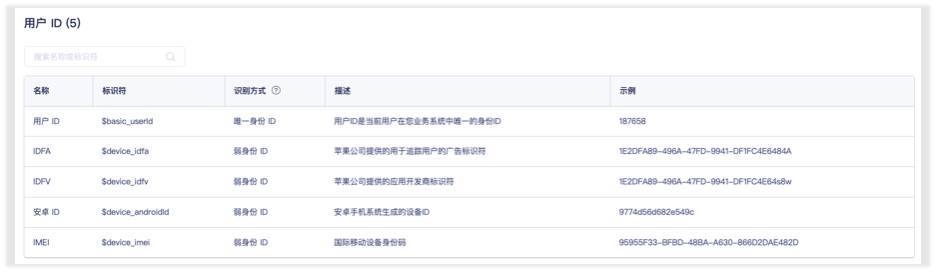 用户 ID (5)
搜索名称或标识符
名称 标识符 识别方式 ? 描述 示例
用户 ID $basic_userId 唯一身份 ID 用户ID是当前用户在您业务系统中唯一的身份ID 187658
IDFA $device_idfa 弱身份 ID 苹果公司提供的用于追踪用户的广告标识符 1E2DFA89-496A-47FD-9941-DF1FC4E6484A
IDFV $device_idfv 弱身份 ID 苹果公司提供的应用开发商标识符 1E2DFA89-496A-47FD-9941-DF1FC4E64s8w
安卓 ID $device_androidId 弱身份 ID 安卓手机系统生成的设备ID 9774d56d682e549c
IMEI $device_imei 弱身份 ID 国际移动设备身份码 95955F33-BFBD-48BA-A630-866D2DAE482D